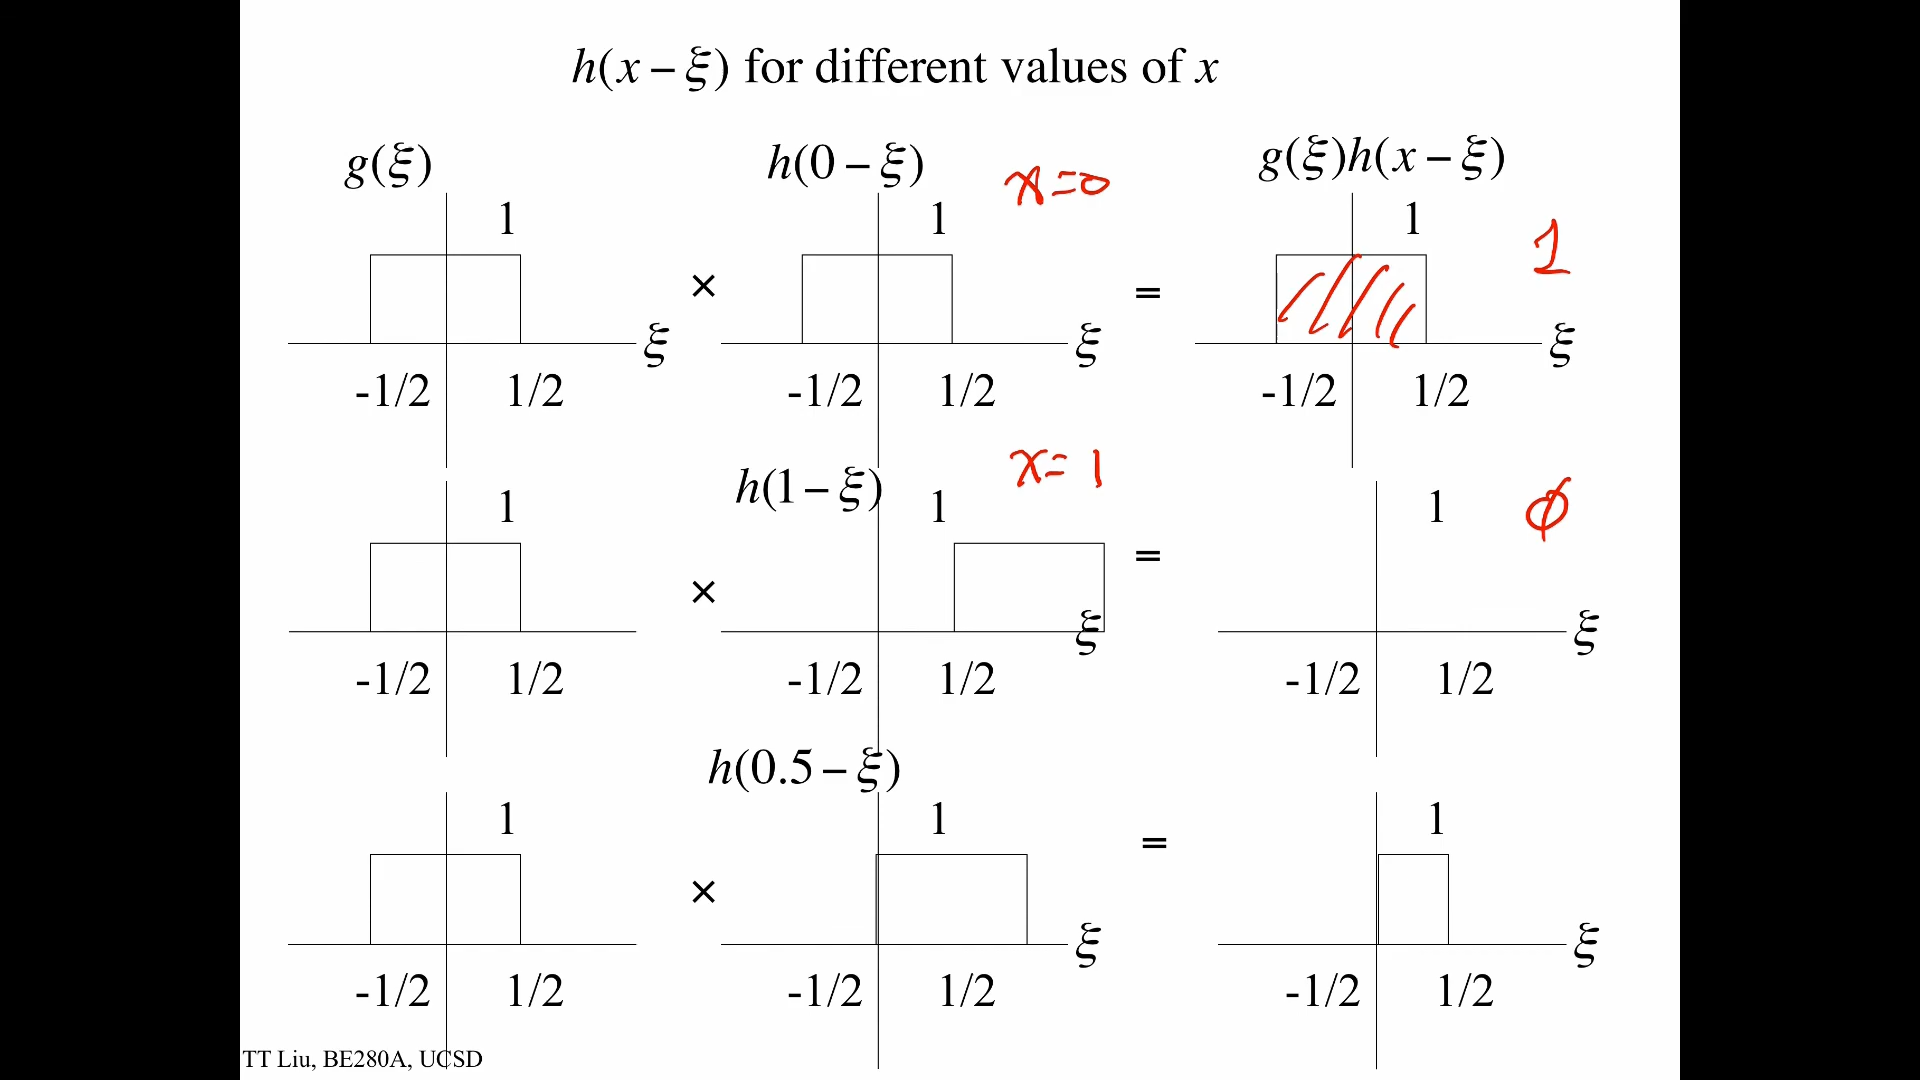 h(x − ξ) for different values of x
g(ξ) h(0 − ξ) x=0 g(ξ)h(x − ξ)
1 1 1 1
× =
ξ ξ ξ
-1/2 1/2 -1/2 1/2 -1/2 1/2
h(1 − ξ) x=1
1 1 1 ϕ
× =
ξ ξ
-1/2 1/2 -1/2 1/2 -1/2 1/2
h(0.5 − ξ)
1 1 1
× =
ξ ξ
-1/2 1/2 -1/2 1/2 -1/2 1/2
TT Liu, BE280A, UCSD